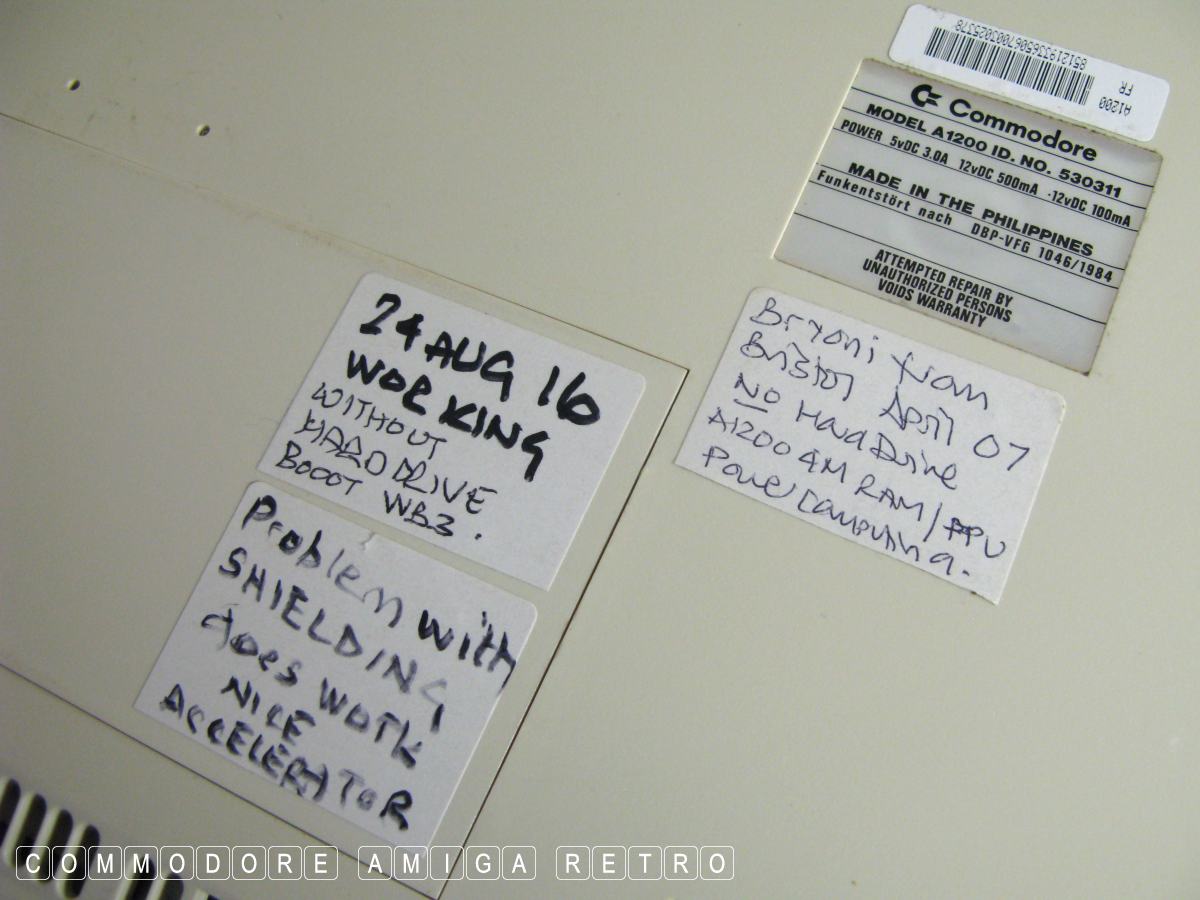 8512193365067003025378
A1200
FR
Commodore
MODEL A1200 ID. NO. 530311
POWER 5vDC 3.0A 12vDC 500mA -12vDC 100mA
MADE IN THE PHILIPPINES
Funkentstört nach DBP-VFG 1046/1984
ATTEMPTED REPAIR BY
UNAUTHORIZED PERSONS
VOIDS WARRANTY
Bryoni from
Bristol April 07
NO Hard Drive
A1200 4M RAM/FPU
Power Computing.
24 AUG 16
WORKING
WITHOUT
HARD DRIVE
BOOOT WB3.
Problem with
SHIELDING
does work
NICE
ACCELERATOR
COMMODORE AMIGA RETRO